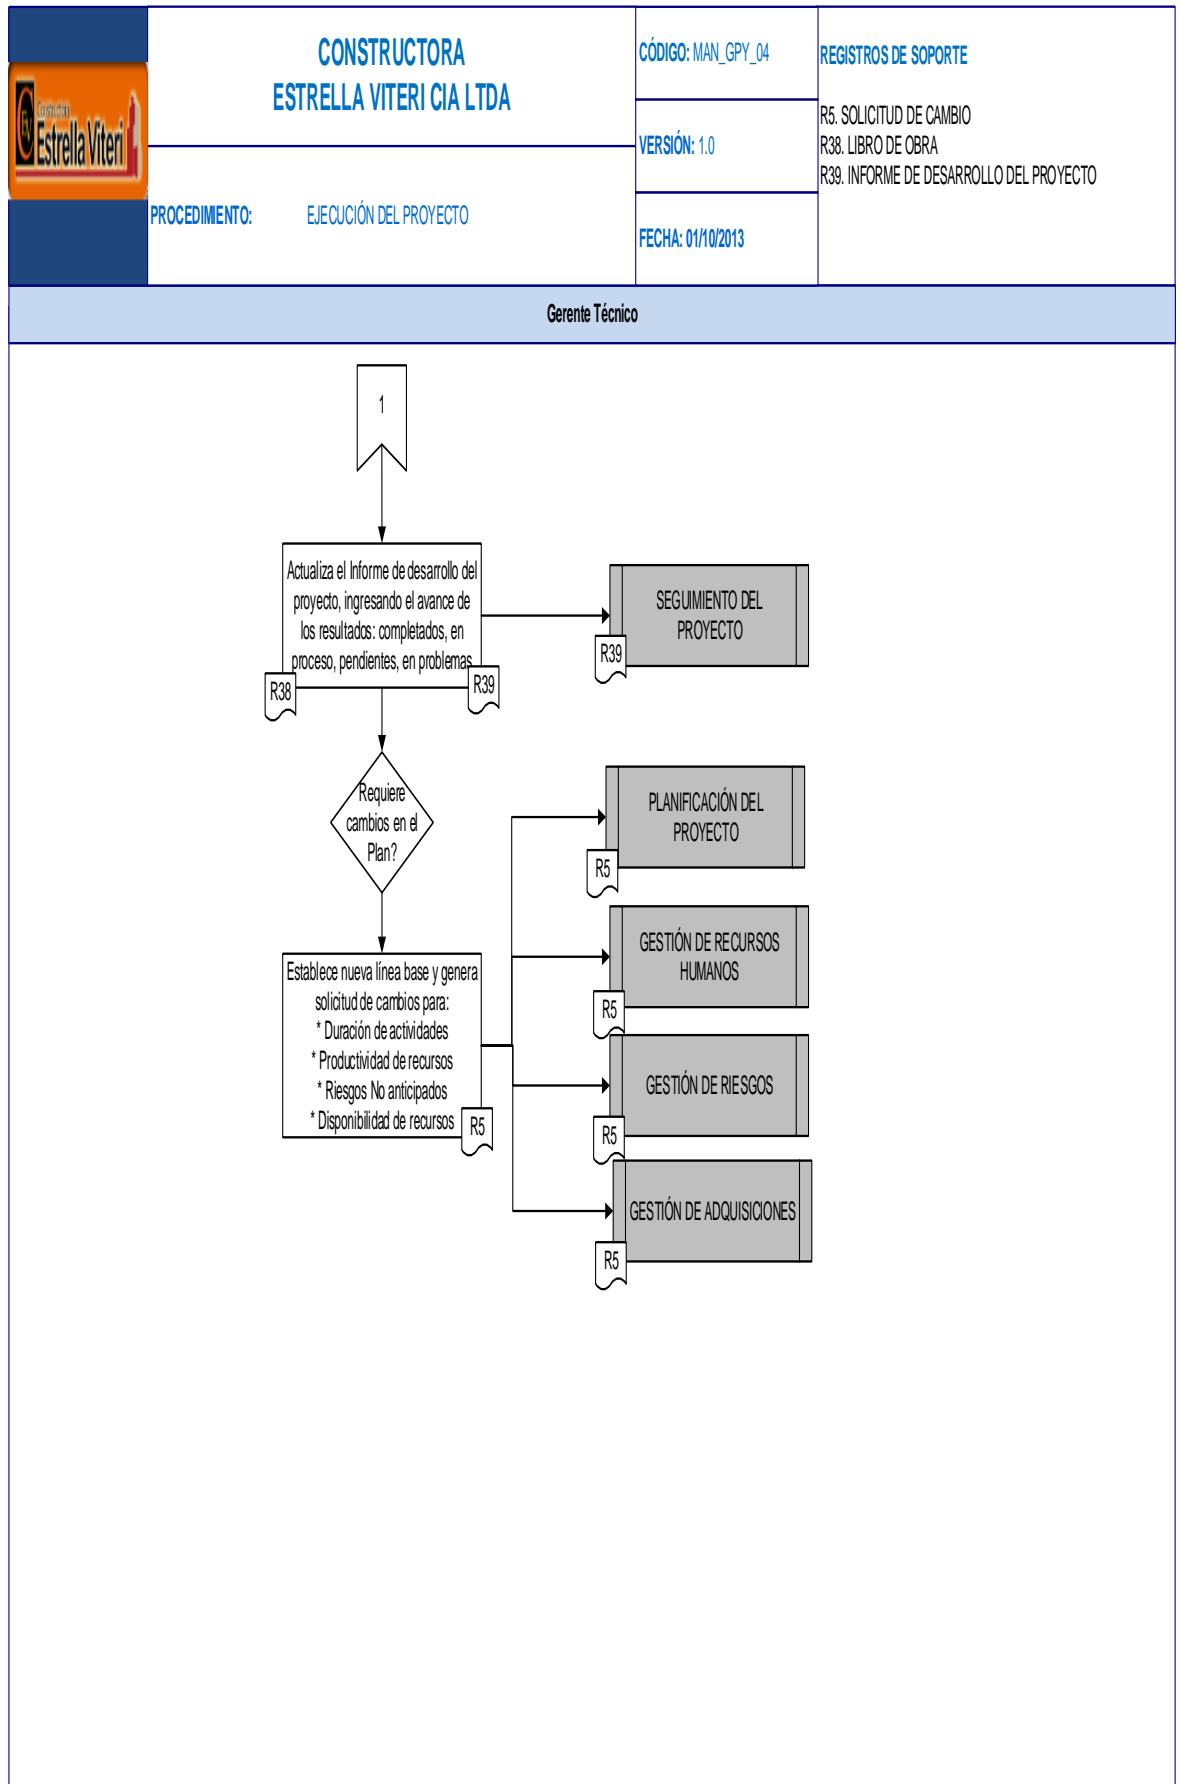 Constructora
Estrella Viteri
CONSTRUCTORA
ESTRELLA VITERI CIA LTDA
PROCEDIMIENTO: EJECUCIÓN DEL PROYECTO
CÓDIGO: MAN_GPY_04
VERSIÓN: 1.0
FECHA: 01/10/2013
REGISTROS DE SOPORTE
R5. SOLICITUD DE CAMBIO
R38. LIBRO DE OBRA
R39. INFORME DE DESARROLLO DEL PROYECTO
Gerente Técnico
1
Actualiza el Informe de desarrollo del
proyecto, ingresando el avance de
los resultados: completados, en
proceso, pendientes, en problemas
R38
R39
SEGUIMIENTO DEL
PROYECTO
R39
Requiere
cambios en el
Plan?
PLANIFICACIÓN DEL
PROYECTO
R5
GESTIÓN DE RECURSOS
HUMANOS
R5
Establece nueva línea base y genera
solicitud de cambios para:
* Duración de actividades
* Productividad de recursos
* Riesgos No anticipados
* Disponibilidad de recursos
R5
GESTIÓN DE RIESGOS
R5
GESTIÓN DE ADQUISICIONES
R5